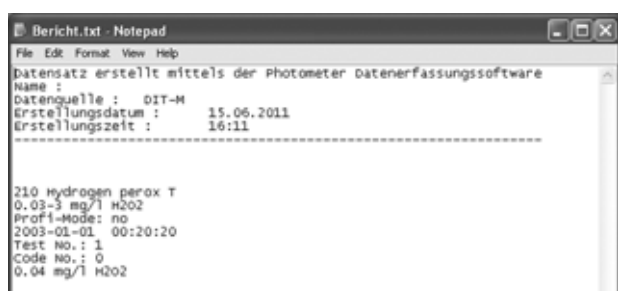 Bericht.txt - Notepad
File Edit Format View Help
Datensatz erstellt mittels der Photometer Datenerfassungssoftware
Name :
Datenquelle : DIT-M
Erstellungsdatum : 15.06.2011
Erstellungszeit : 16:11
------------------------------------------------------------------
210 Hydrogen perox T
0.03-3 mg/l H2O2
Profi-Mode: no
2003-01-01 00:20:20
Test No.: 1
Code No.: 0
0.04 mg/l H2O2